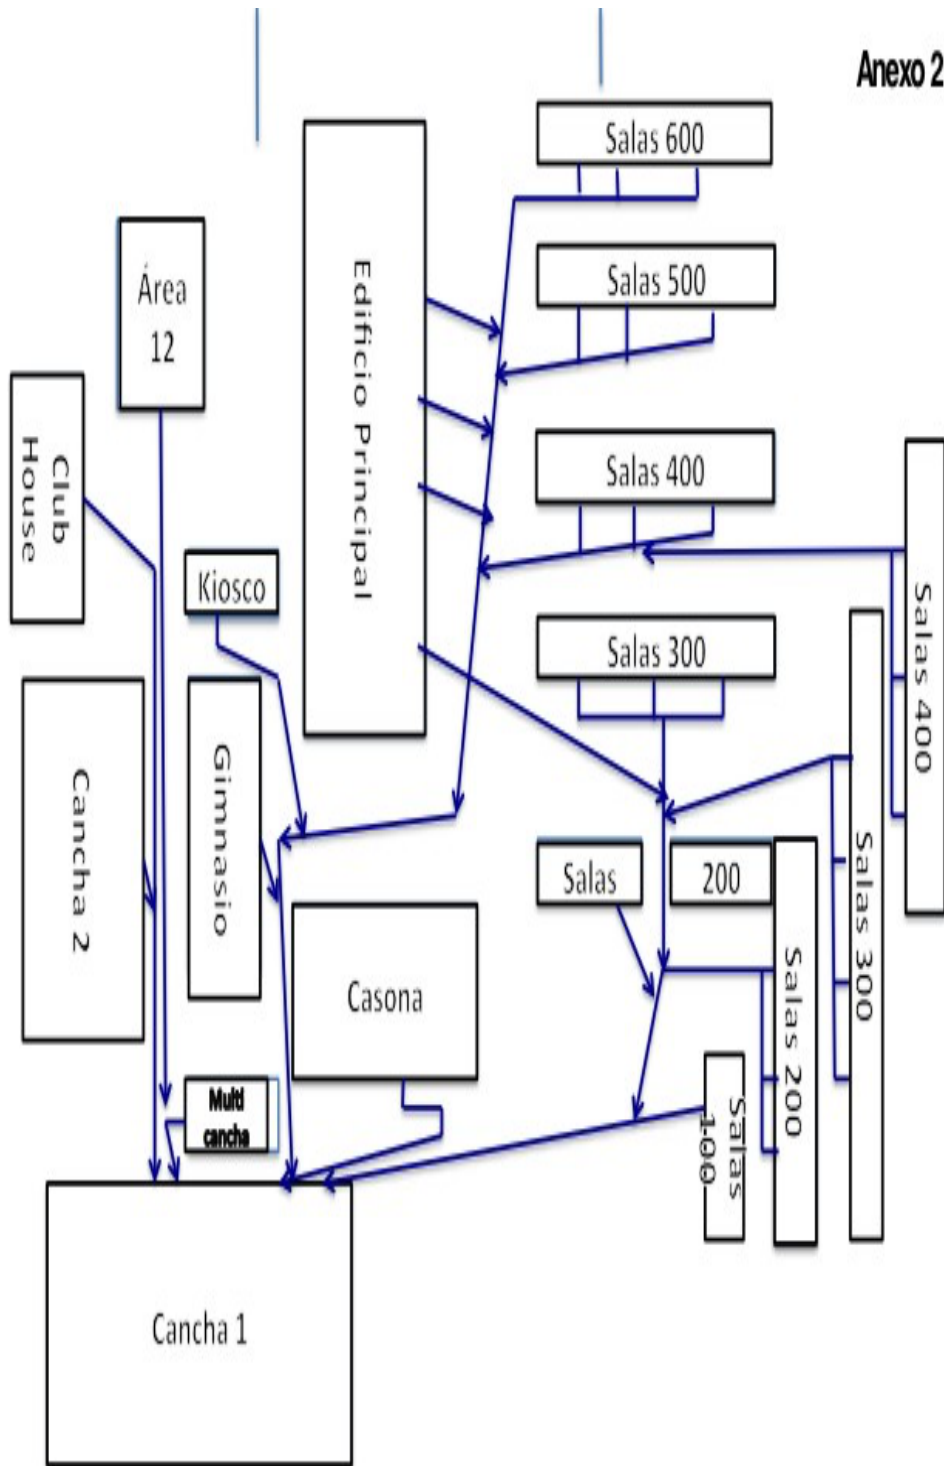 Anexo 2
Salas 600
Edificio Principal
Área
12
Salas 500
Club
House
Salas 400
Salas 400
Kiosco
Salas 300
Salas 300
Cancha 2
Gimnasio
Salas
200
Salas 200
Casona
Multi
cancha
Salas
100
Cancha 1